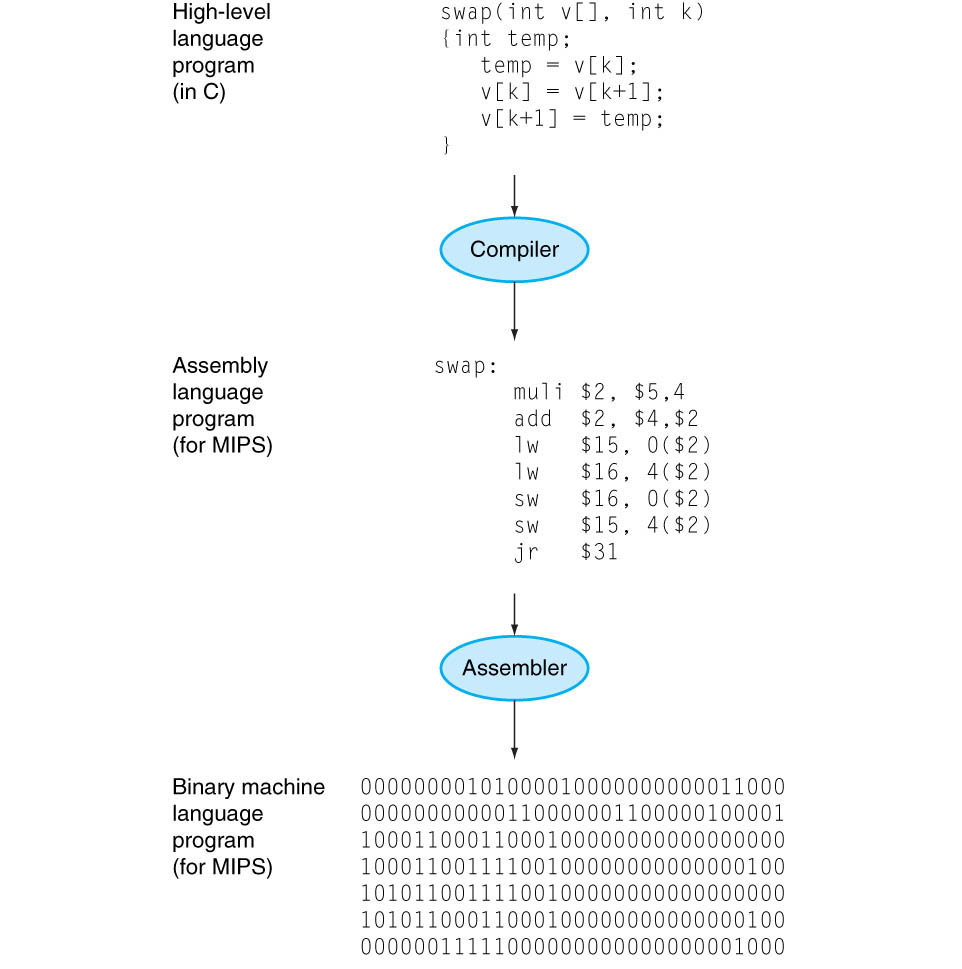 High-level
language
program
(in C)
swap(int v[], int k)
{int temp;
temp = v[k];
v[k] = v[k+1];
v[k+1] = temp;
}
Compiler
Assembly
language
program
(for MIPS)
swap:
muli $2, $5,4
add $2, $4,$2
lw $15, 0($2)
lw $16, 4($2)
sw $16, 0($2)
sw $15, 4($2)
jr $31
Assembler
Binary machine
language
program
(for MIPS)
00000000101000010000000000011000
00000000000110000001100000100001
10001100011000100000000000000000
10001100111100100000000000000100
10101100111100100000000000000000
10101100011000100000000000000100
00000011111000000000000000001000